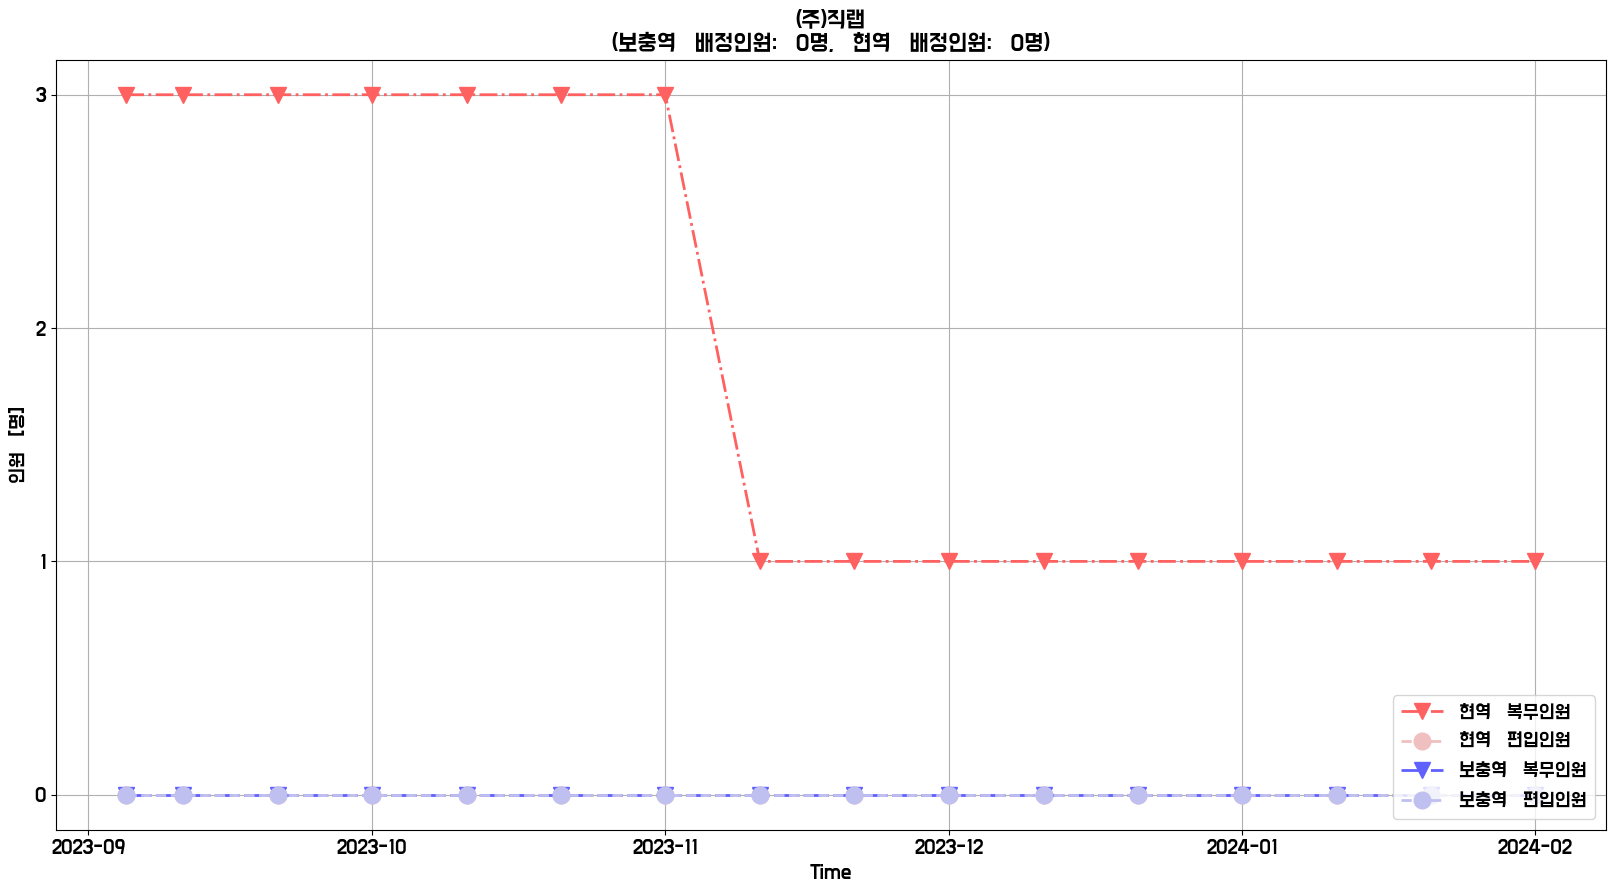 (주)직랩
(보충역 배정인원: 0명, 현역 배정인원: 0명)
3
2
1
0
인원 [명]
2023-09
2023-10
2023-11
2023-12
2024-01
2024-02
Time
현역 복무인원
현역 편입인원
보충역 복무인원
보충역 편입인원